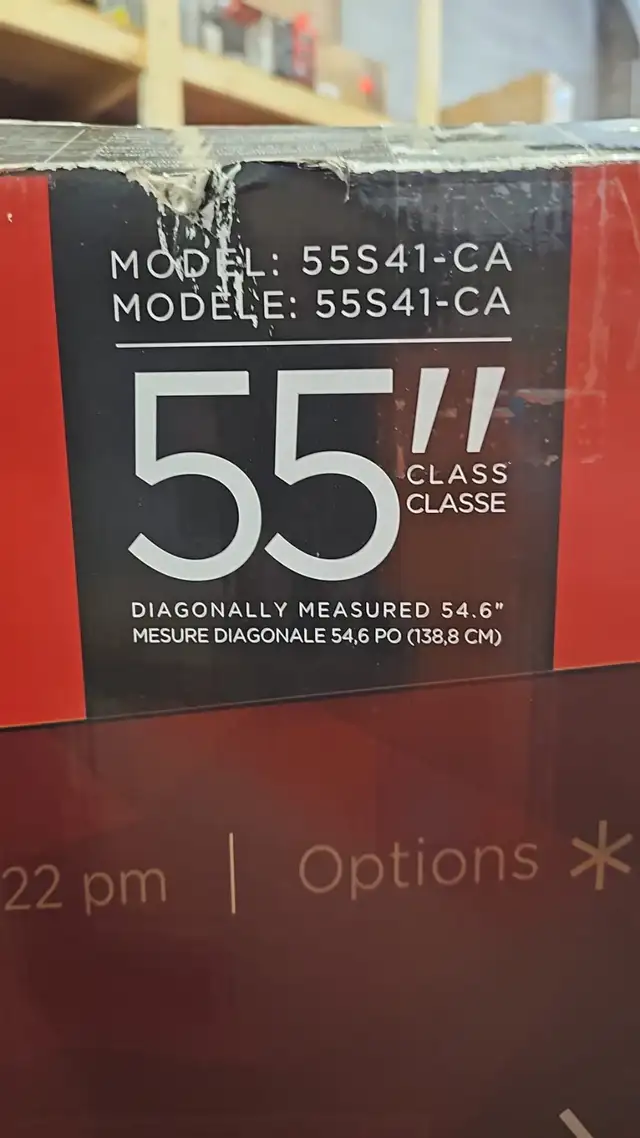 MODEL: 55S41-CA
MODÈLE: 55S41-CA
55"
CLASS
CLASSE
DIAGONALLY MEASURED 54.6"
MESURE DIAGONALE 54,6 PO (138,8 CM)
22 pm | Options *